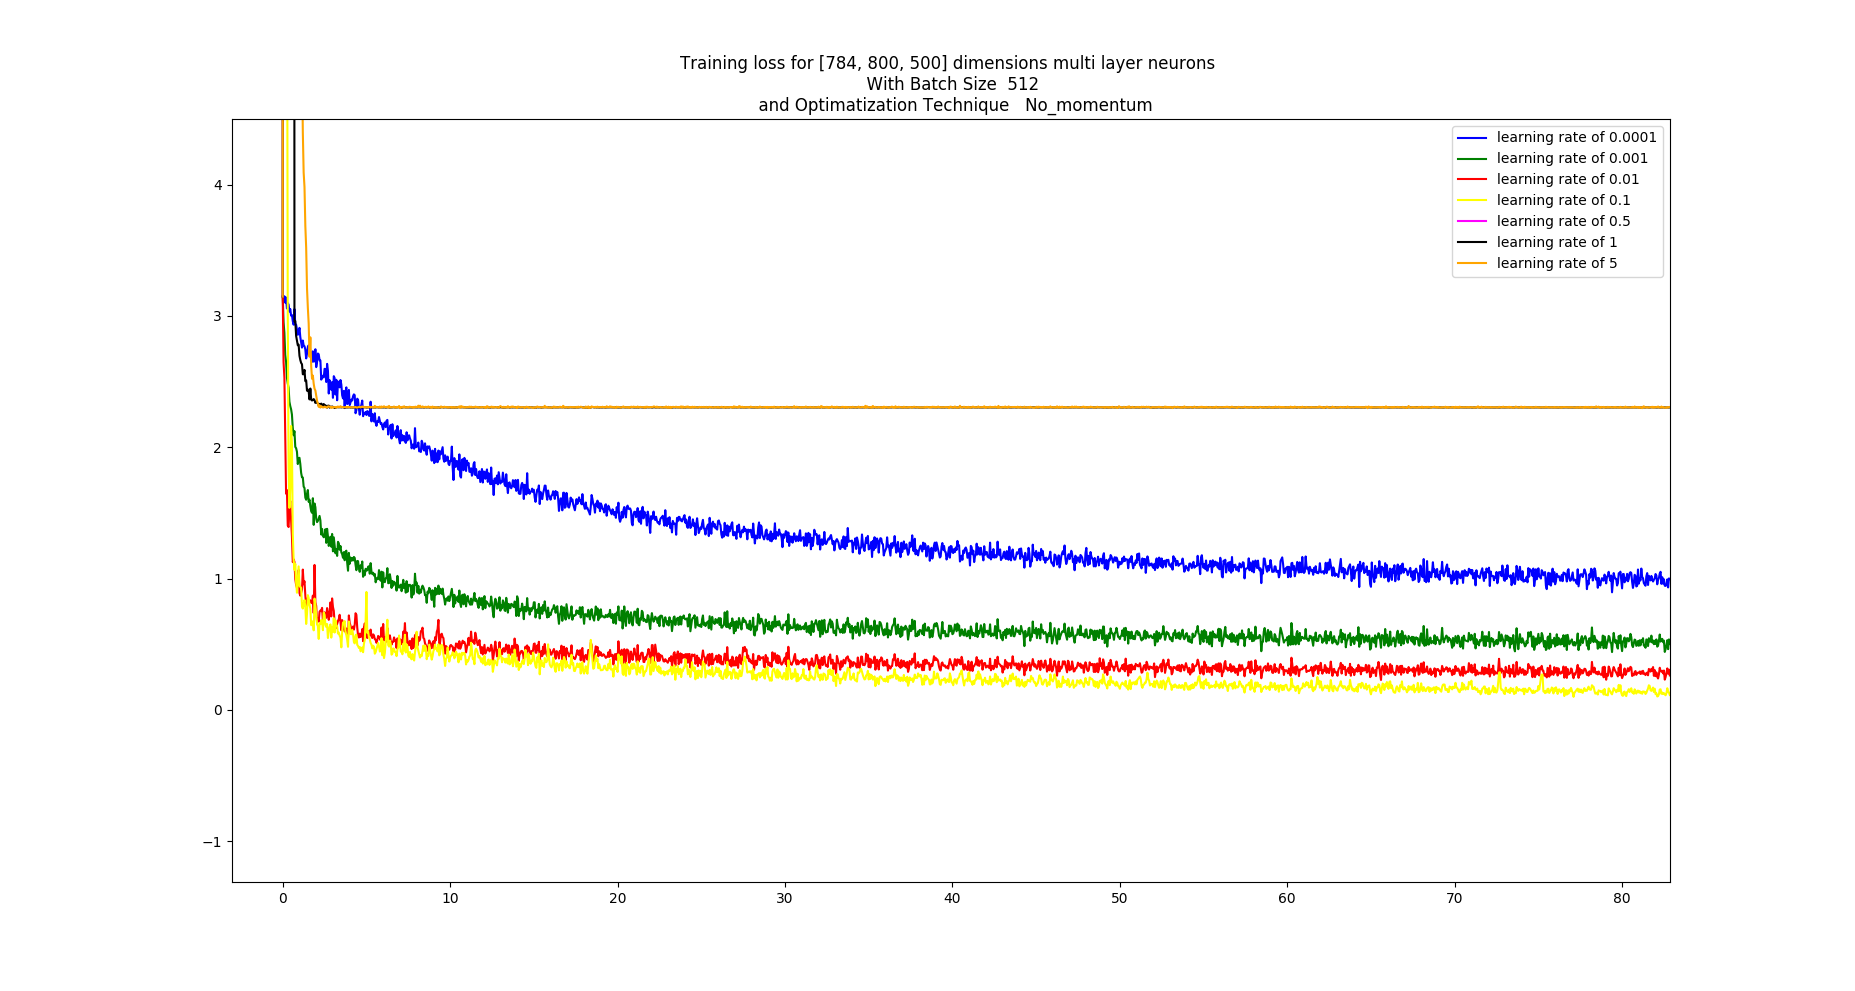 Training loss for [784, 800, 500] dimensions multi layer neurons
With Batch Size  512
and Optimatization Technique   No_momentum
learning rate of 0.0001
learning rate of 0.001
learning rate of 0.01
learning rate of 0.1
learning rate of 0.5
learning rate of 1
learning rate of 5
4
3
2
1
0
−1
0 10 20 30 40 50 60 70 80